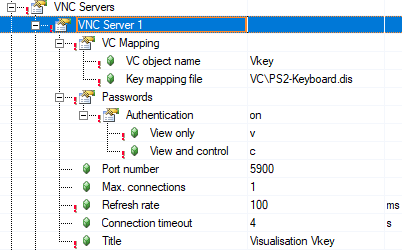 VNC Servers
VNC Server 1
VC Mapping
VC object name Vkey
Key mapping file VC\PS2-Keyboard.dis
Passwords
Authentication on
View only v
View and control c
Port number 5900
Max. connections 1
Refresh rate 100 ms
Connection timeout 4 s
Title Visualisation Vkey